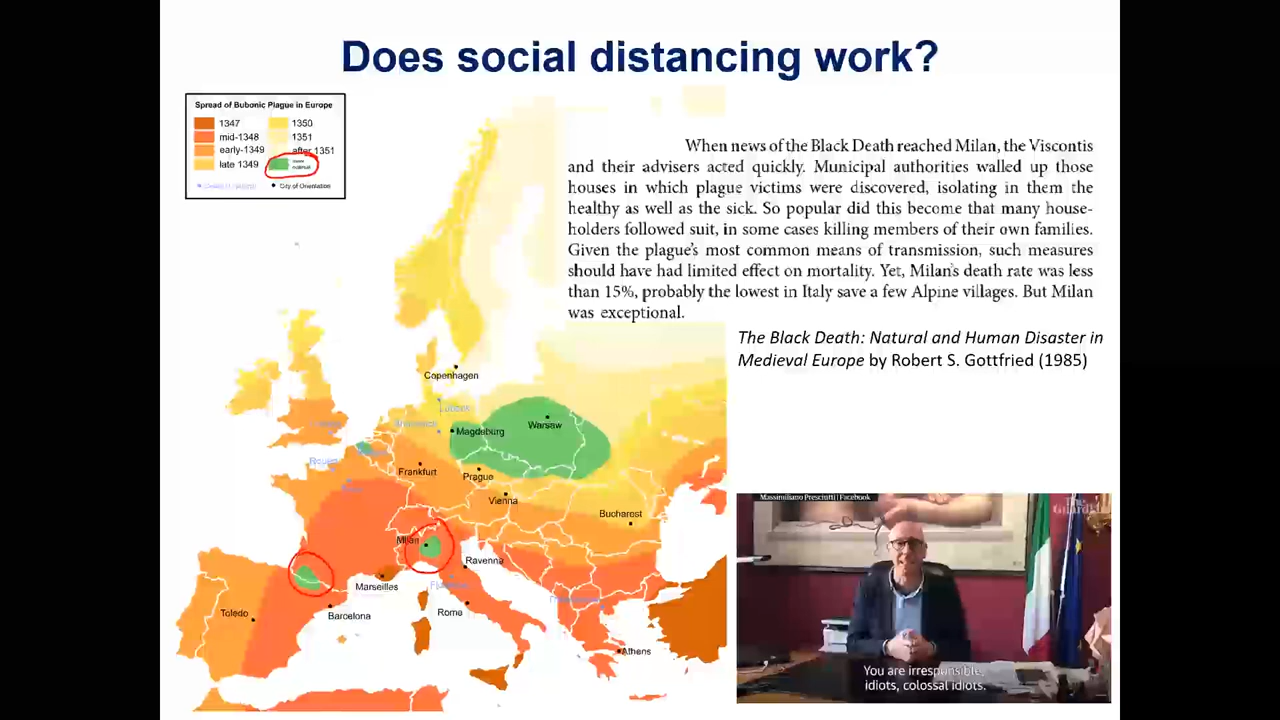 Does social distancing work?
Spread of Bubonic Plague in Europe
1347
mid-1348
early-1349
late 1349
1350
1351
after 1351
City of Orientation
When news of the Black Death reached Milan, the Viscontis
and their advisers acted quickly. Municipal authorities walled up those
houses in which plague victims were discovered, isolating in them the
healthy as well as the sick. So popular did this become that many house-
holders followed suit, in some cases killing members of their own families.
Given the plague's most common means of transmission, such measures
should have had limited effect on mortality. Yet, Milan's death rate was less
than 15%, probably the lowest in Italy save a few Alpine villages. But Milan
was exceptional.
The Black Death: Natural and Human Disaster in
Medieval Europe by Robert S. Gottfried (1985)
Copenhagen
Magdeburg
Warsaw
Frankfurt
Prague
Vienna
Bucharest
Milan
Ravenna
Marseilles
Toledo
Barcelona
Rome
Athens
Massimiliano Presciutti | Facebook
The Guardian
You are irresponsible,
idiots, colossal idiots.